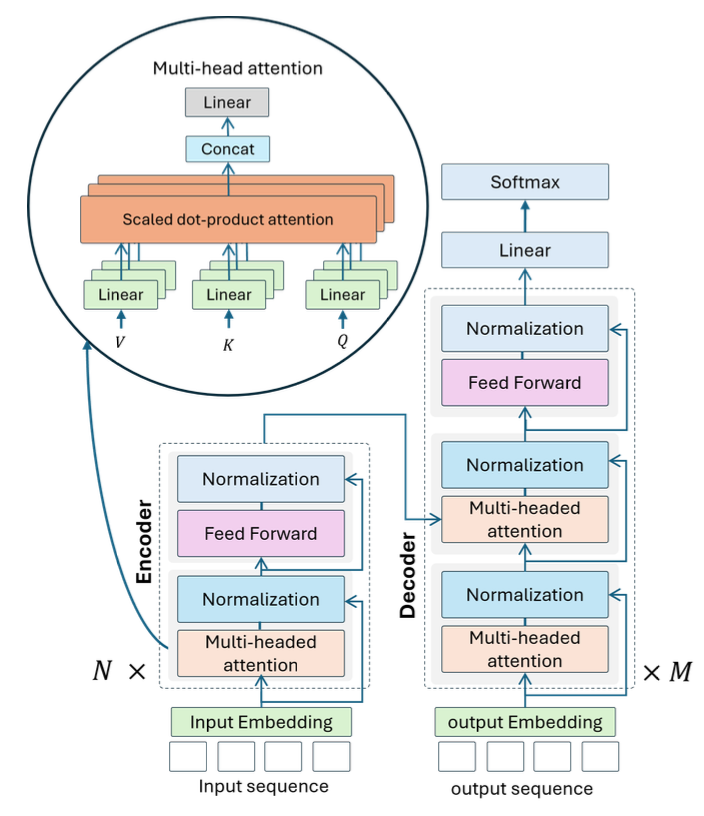 Multi-head attention
Linear
Concat
Scaled dot-product attention
Linear
Linear
Linear
V
K
Q
Softmax
Linear
Normalization
Feed Forward
Normalization
Multi-headed
attention
Normalization
Multi-headed
attention
Decoder
× M
output Embedding
output sequence
Encoder
Normalization
Feed Forward
Normalization
Multi-headed
attention
N ×
Input Embedding
Input sequence